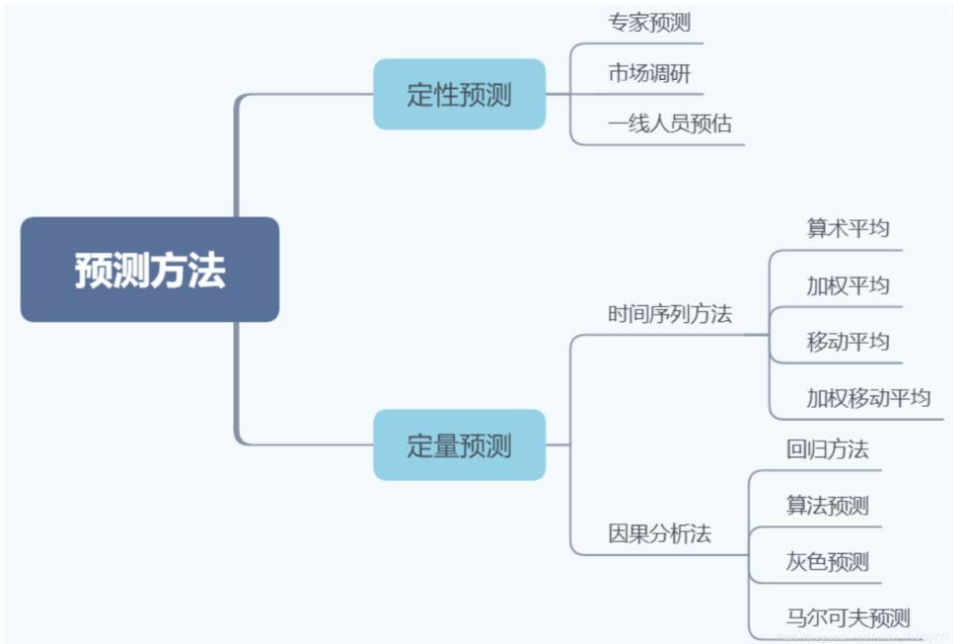 专家预测
定性预测
市场调研
一线人员预估
预测方法
算术平均
加权平均
时间序列方法
移动平均
加权移动平均
定量预测
回归方法
算法预测
因果分析法
灰色预测
马尔可夫预测